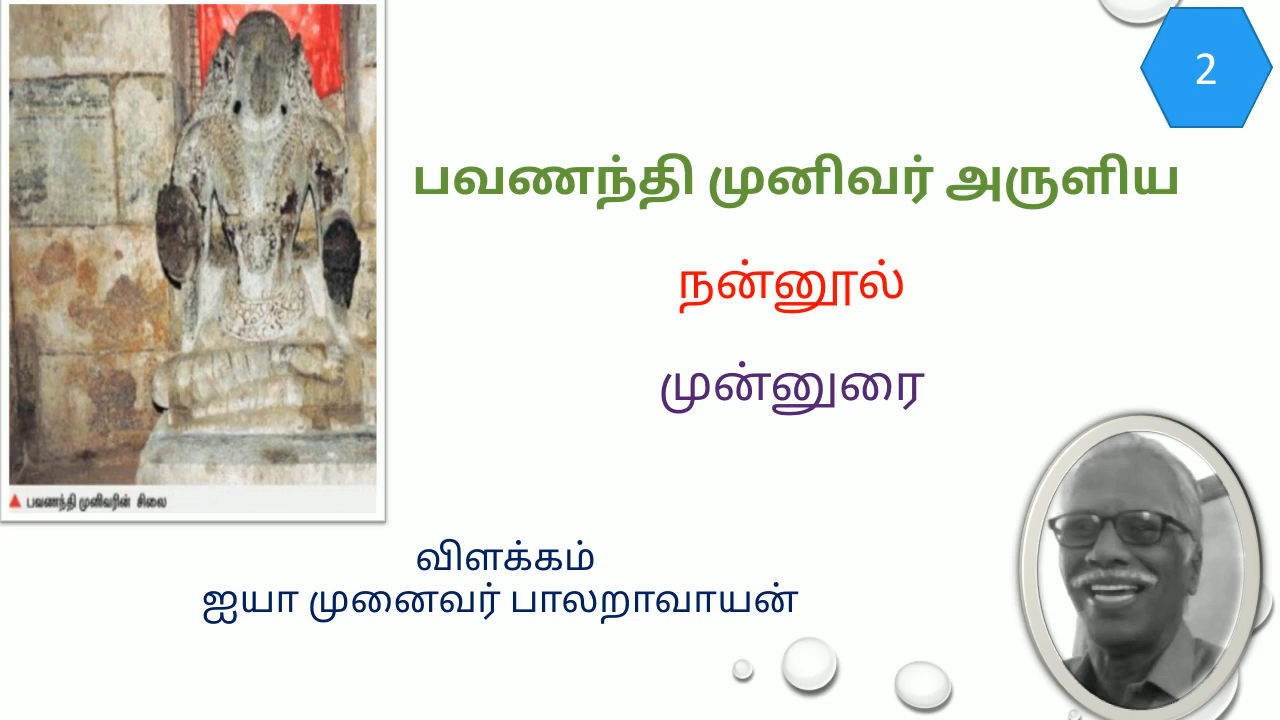 2
பவணந்தி முனிவர் அருளிய
நன்னூல்
முன்னுரை
▲ பவணந்தி முனிவரின் சிலை
விளக்கம்
ஐயா முனைவர் பாலறாவாயன்